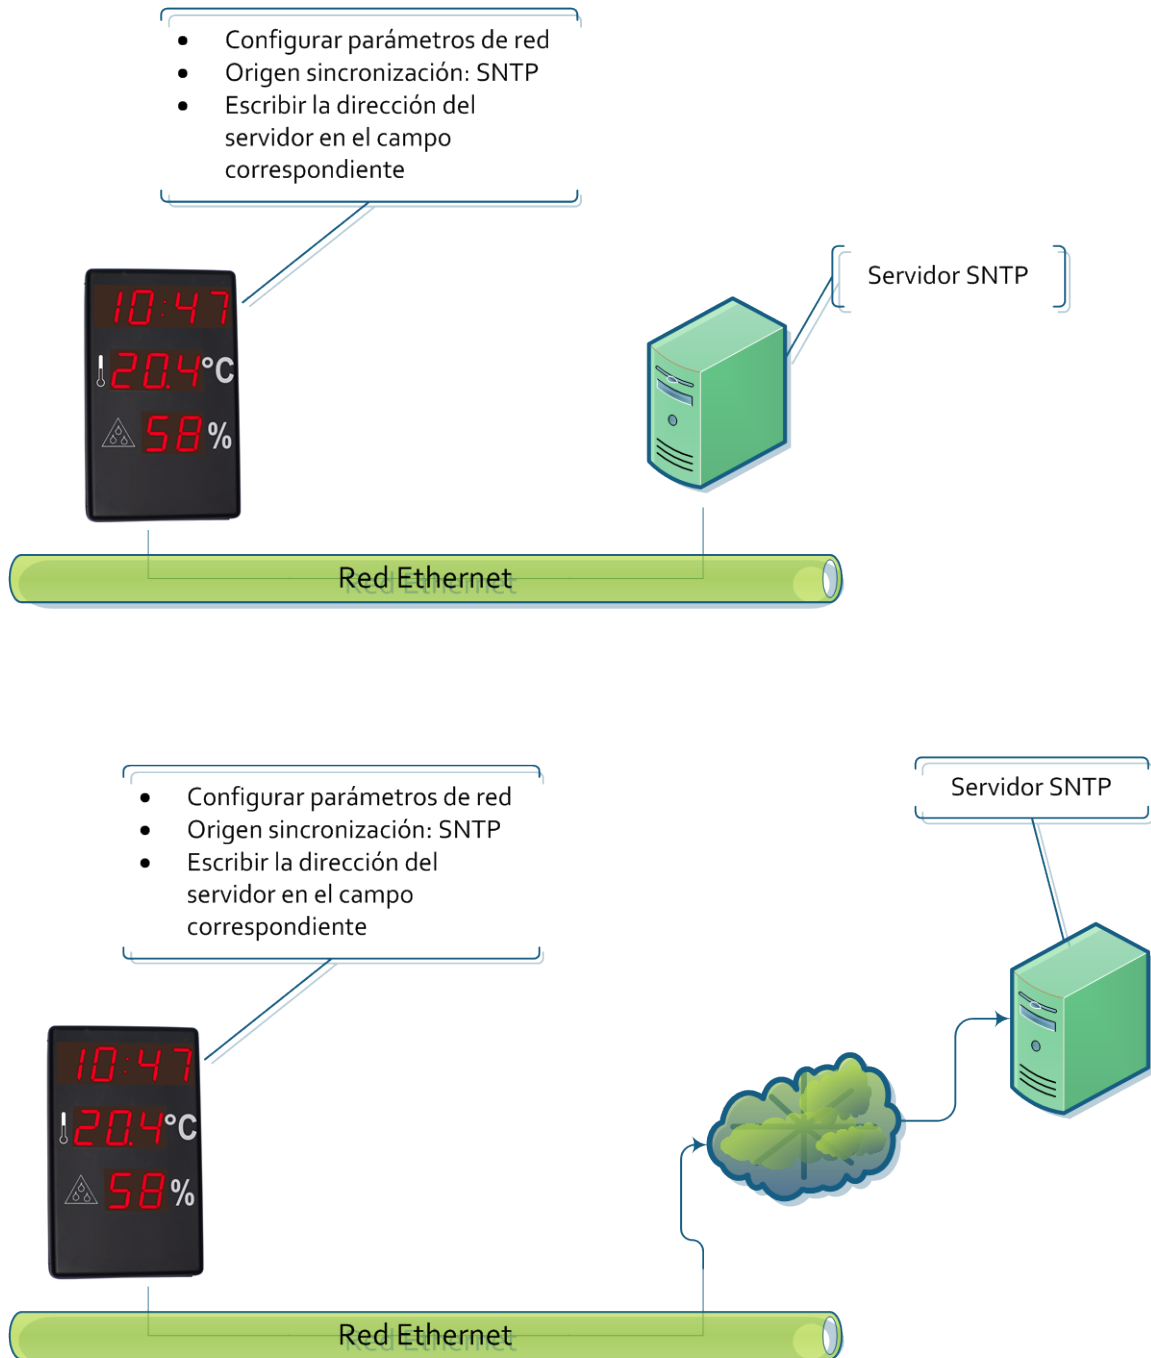 • Configurar parámetros de red
• Origen sincronización: SNTP
• Escribir la dirección del
servidor en el campo
correspondiente
Servidor SNTP
10:47
20.4°C
58%
Red Ethernet
Servidor SNTP
• Configurar parámetros de red
• Origen sincronización: SNTP
• Escribir la dirección del
servidor en el campo
correspondiente
10:47
20.4°C
58%
Red Ethernet